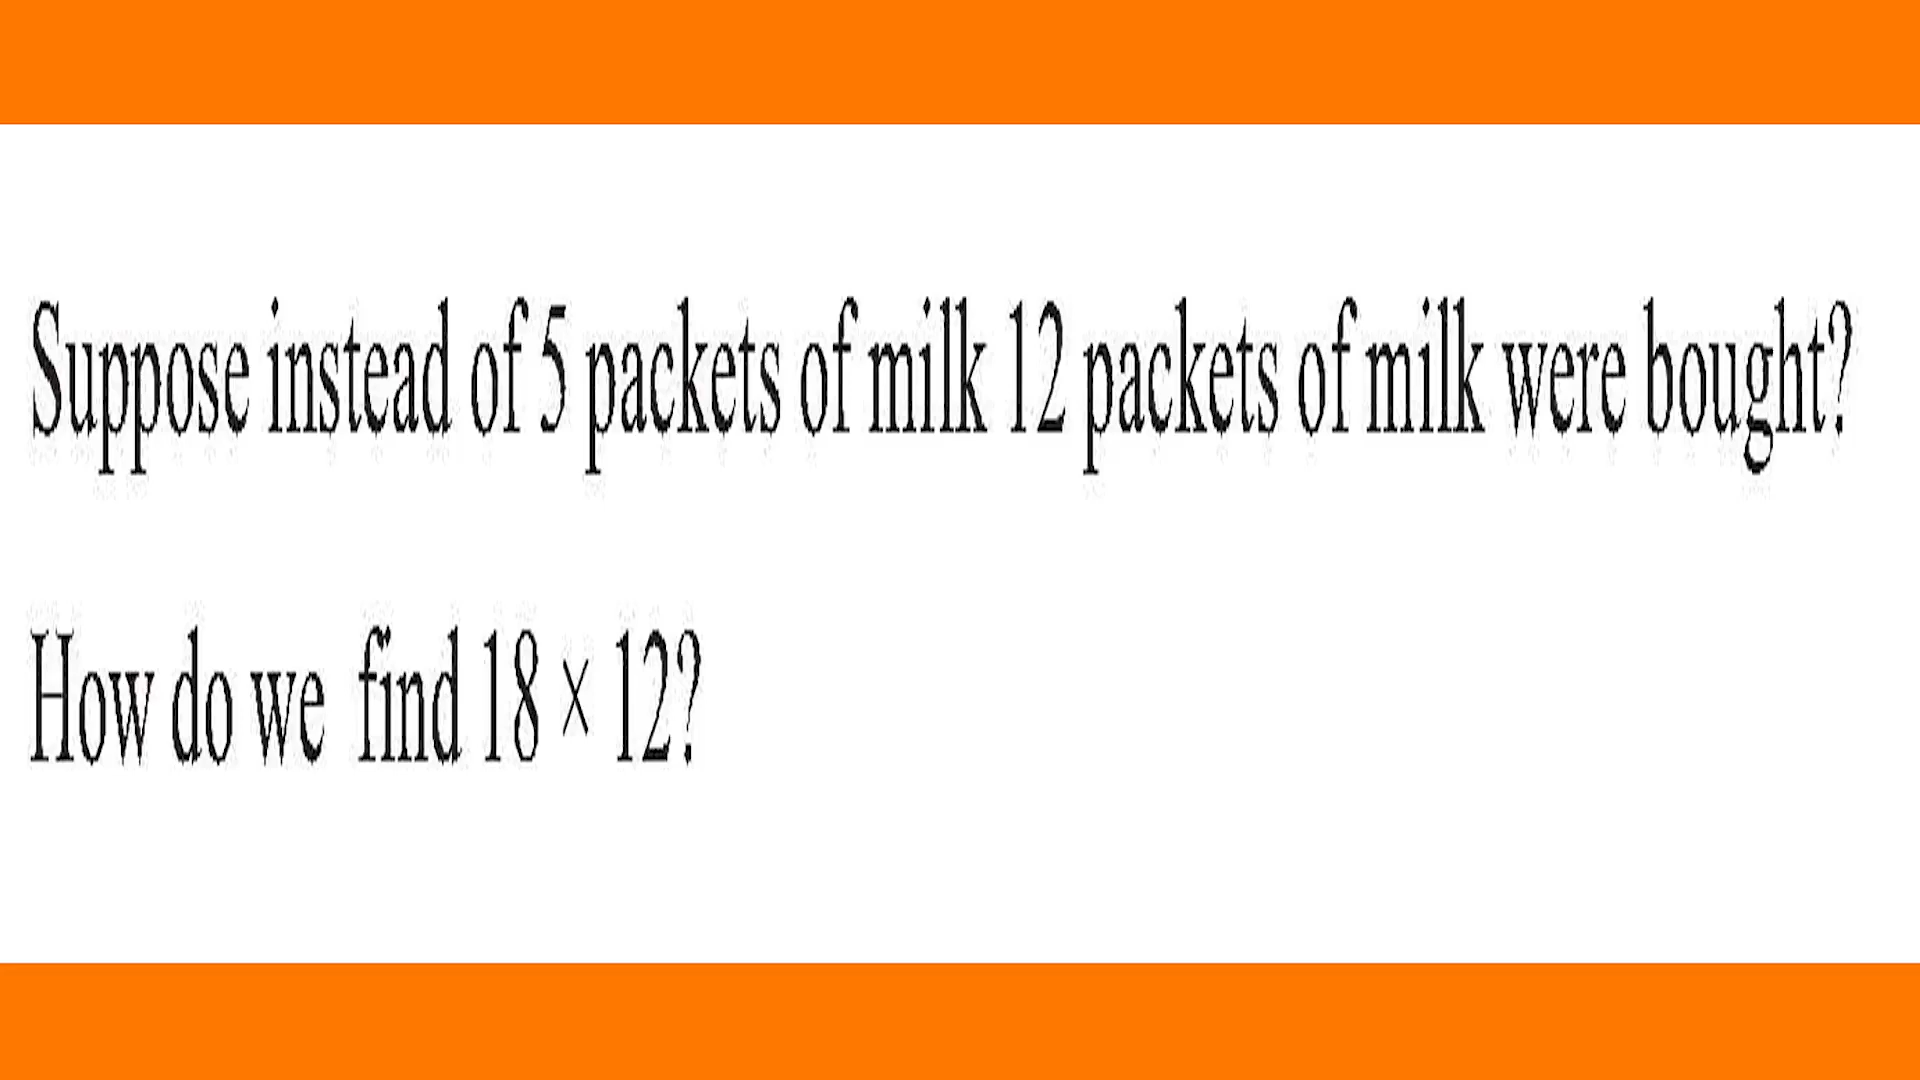 Suppose instead of 5 packets of milk 12 packets of milk were bought?
How do we find 18 × 12?